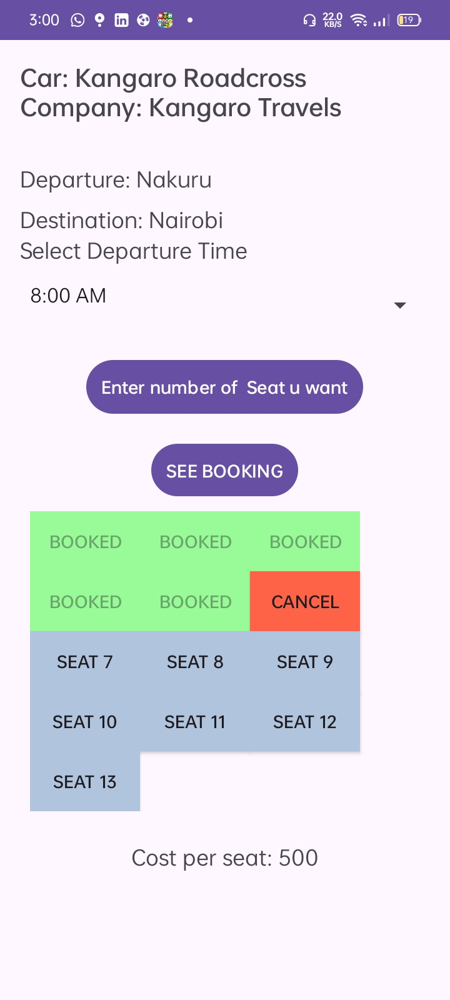 3:00 22.0 KB/S 19
Car: Kangaro Roadcross
Company: Kangaro Travels
Departure: Nakuru
Destination: Nairobi
Select Departure Time
8:00 AM
Enter number of  Seat u want
SEE BOOKING
BOOKED BOOKED BOOKED
BOOKED BOOKED CANCEL
SEAT 7 SEAT 8 SEAT 9
SEAT 10 SEAT 11 SEAT 12
SEAT 13
Cost per seat: 500